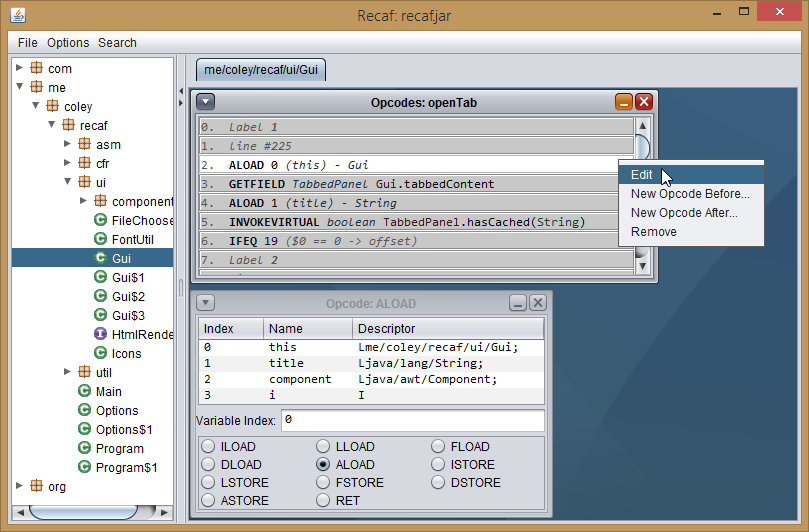 Recaf: recaf.jar
File Options Search
com
me
coley
recaf
asm
cfr
ui
component
FileChoose
FontUtil
Gui
Gui$1
Gui$2
Gui$3
HtmlRende
Icons
util
Main
Options
Options$1
Program
Program$1
org
me/coley/recaf/ui/Gui
Opcodes: openTab
0. Label 1
1. line #225
2. ALOAD 0 (this) - Gui
3. GETFIELD TabbedPanel Gui.tabbedContent
4. ALOAD 1 (title) - String
5. INVOKEVIRTUAL boolean TabbedPanel.hasCached(String)
6. IFEQ 19 ($0 == 0 -> offset)
7. Label 2
Edit
New Opcode Before...
New Opcode After...
Remove
Opcode: ALOAD
Index Name Descriptor
0 this Lme/coley/recaf/ui/Gui;
1 title Ljava/lang/String;
2 component Ljava/awt/Component;
3 i I
Variable Index: 0
ILOAD LLOAD FLOAD
DLOAD ALOAD ISTORE
LSTORE FSTORE DSTORE
ASTORE RET